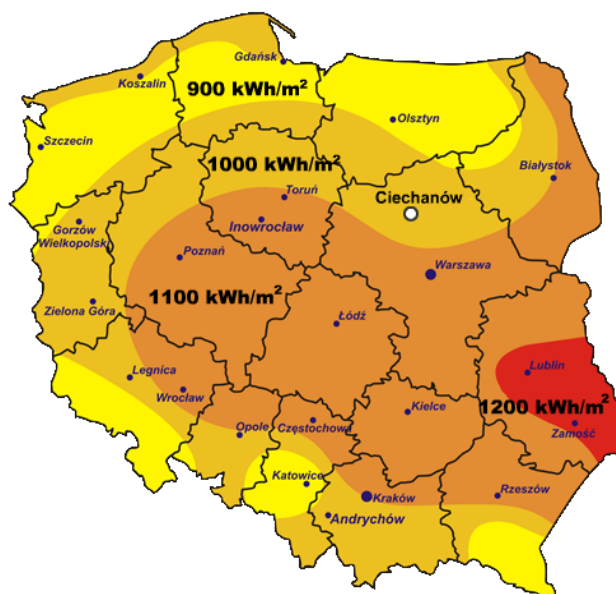 Gdańsk
Koszalin
900 kWh/m²
Olsztyn
Szczecin
1000 kWh/m²
Białystok
Toruń
Ciechanów
Gorzów
Wielkopolski
Inowrocław
Poznań
Warszawa
1100 kWh/m²
Zielona Góra
Łódź
Legnica
Lublin
Wrocław
Kielce
1200 kWh/m²
Opole
Częstochowa
Zamość
Katowice
Kraków
Rzeszów
Andrychów